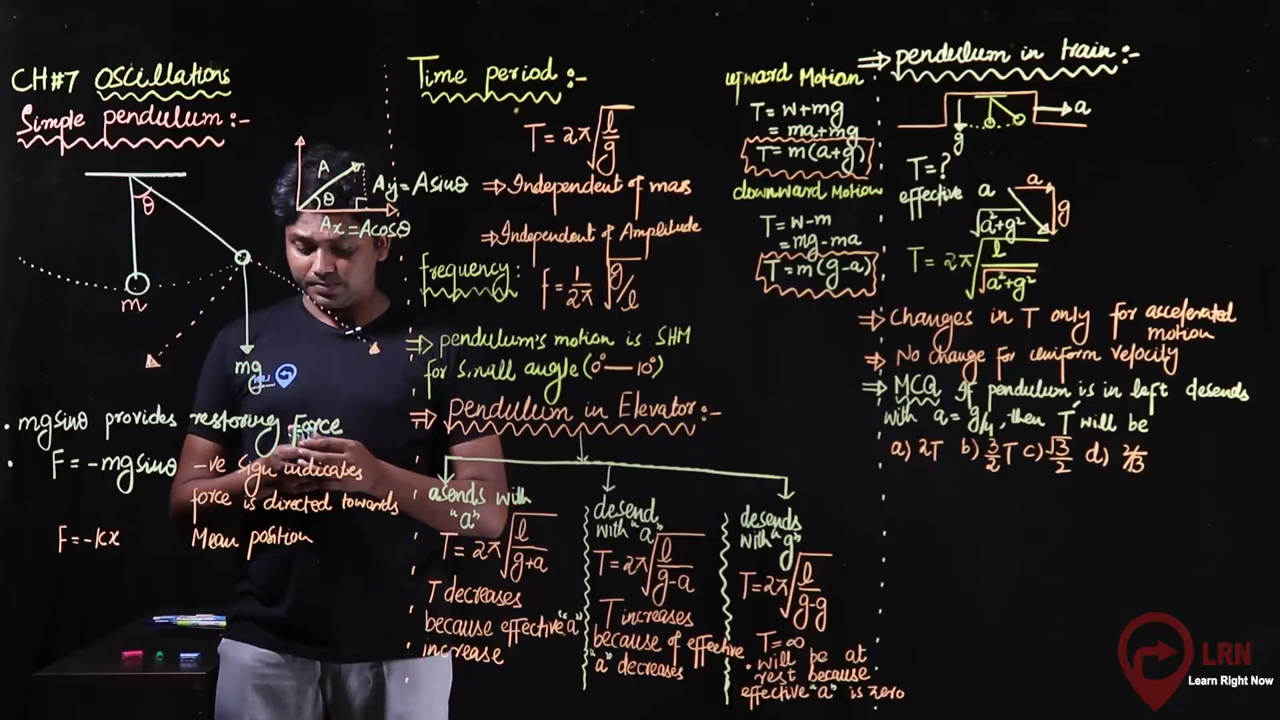 CH#7 Oscillations
Simple pendulum:-
θ
m
mg
A
θ
Ay=Asinθ
Ax=Acosθ
LRN
. mgsinθ provides restoring Force
. F=-mgsinθ -ve sign indicates
force is directed towards
F=-kx Mean position
Time period:-
T=2π√l/g
⇒Independent of mass
⇒Independent of Amplitude
frequency:
f=1/2π √g/l
⇒pendulum's motion is SHM
for small angle(0°—10°)
⇒ pendulum in Elevator:-
asends with
"a"
T=2π√l/g+a
T decreases
because effective "a"
increase
desend
with "a"
T=2π√l/g-a
T increases
because of effective
"a" decreases
desends
with "g"
T=2π√l/g-g
T=∞
. will be at
rest because
effective "a" is zero
upward Motion
T=w+mg
=ma+mg
T=m(a+g)
downward Motion
T=w-m
=mg-ma
T=m(g-a)
⇒pendulum in train:-
a
g
T=?
effective a
√a²+g²
a
g
T=2π√l/√a²+g²
⇒ Changes in T only for accelerated
motion
⇒ No change for uniform velocity
⇒ MCQ If pendulum is in left desends
with a=g/4, then T will be
a) 2T b) 3/2 T c) √3/2 d) 2/√3
LRN
Learn Right Now